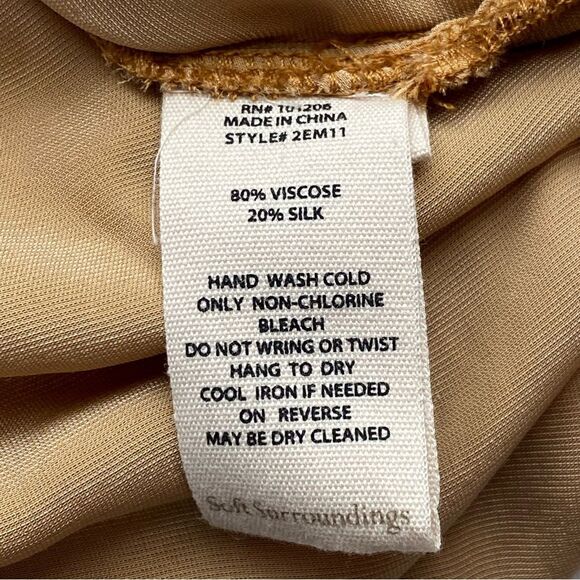 RN# 101206
MADE IN CHINA
STYLE# 2EM11
80% VISCOSE
20% SILK
HAND WASH COLD
ONLY NON-CHLORINE
BLEACH
DO NOT WRING OR TWIST
HANG TO DRY
COOL IRON IF NEEDED
ON REVERSE
MAY BE DRY CLEANED
Soft Surroundings